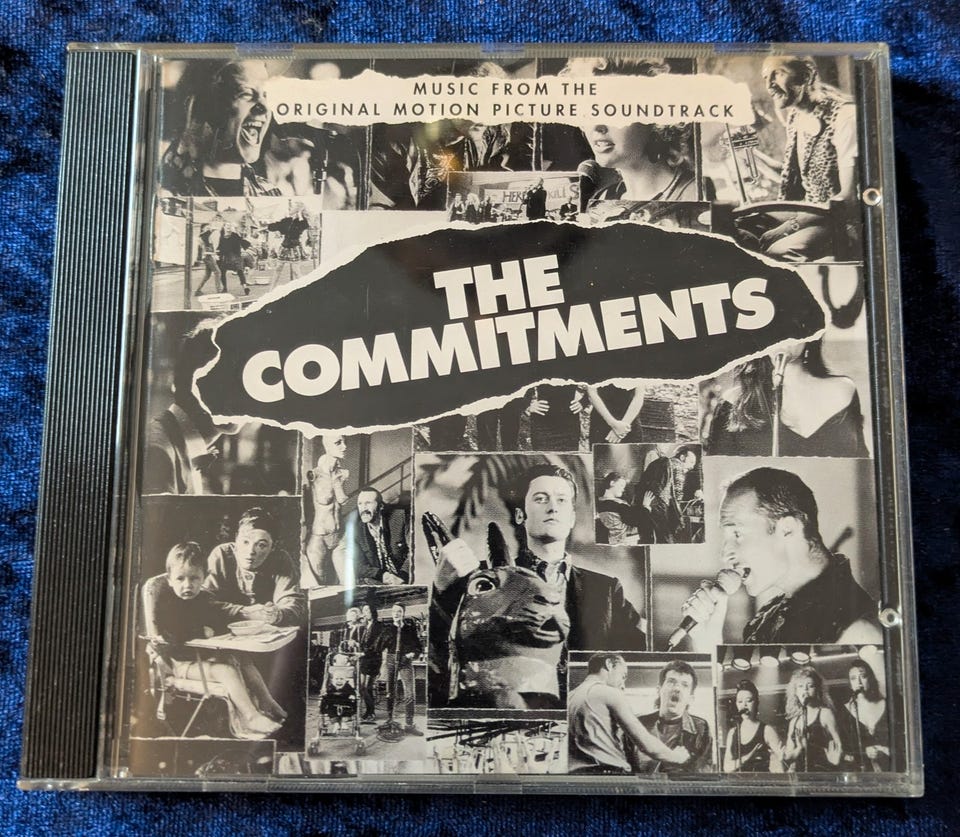 MUSIC FROM THE
ORIGINAL MOTION PICTURE SOUNDTRACK
THE
COMMITMENTS